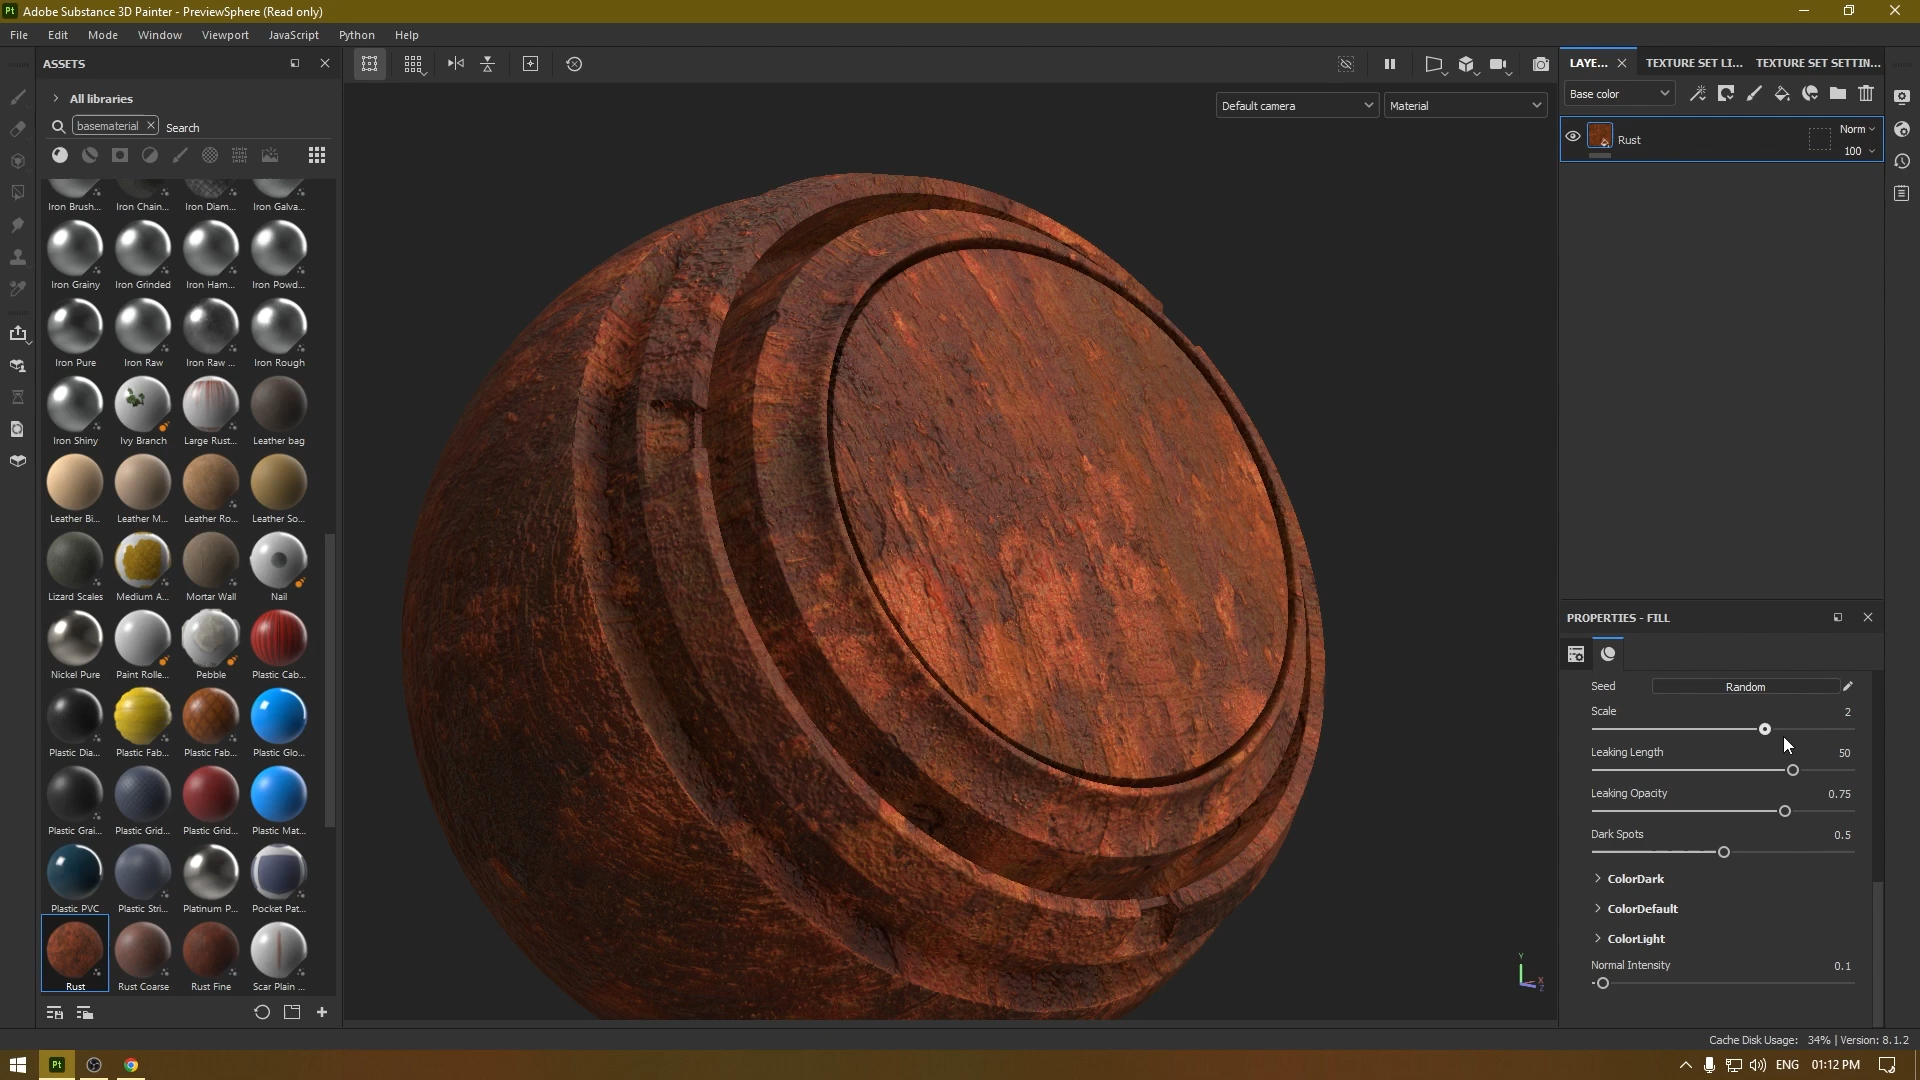 Pt Adobe Substance 3D Painter - PreviewSphere (Read only)
File Edit Mode Window Viewport JavaScript Python Help
ASSETS
All libraries
basematerial Search
Iron Brush... Iron Chain... Iron Diam... Iron Galva...
Iron Grainy Iron Grinded Iron Ham... Iron Powd...
Iron Pure Iron Raw Iron Raw ... Iron Rough
Iron Shiny Ivy Branch Large Rust... Leather bag
Leather Bi... Leather M... Leather Ro... Leather So...
Lizard Scales Medium A... Mortar Wall Nail
Nickel Pure Paint Rolle... Pebble Plastic Cab...
Plastic Dia... Plastic Fab... Plastic Fab... Plastic Glo...
Plastic Grai... Plastic Grid... Plastic Grid... Plastic Mat...
Plastic PVC Plastic Stri... Platinum P... Pocket Pat...
Rust Rust Coarse Rust Fine Scar Plain ...
Default camera Material
Y
X
Z
LAYE... TEXTURE SET LI... TEXTURE SET SETTIN...
Base color
Rust Norm
100
PROPERTIES - FILL
Seed Random
Scale 2
Leaking Length 50
Leaking Opacity 0.75
Dark Spots 0.5
ColorDark
ColorDefault
ColorLight
Normal Intensity 0.1
Cache Disk Usage: 34% | Version: 8.1.2
Pt ENG 01:12 PM